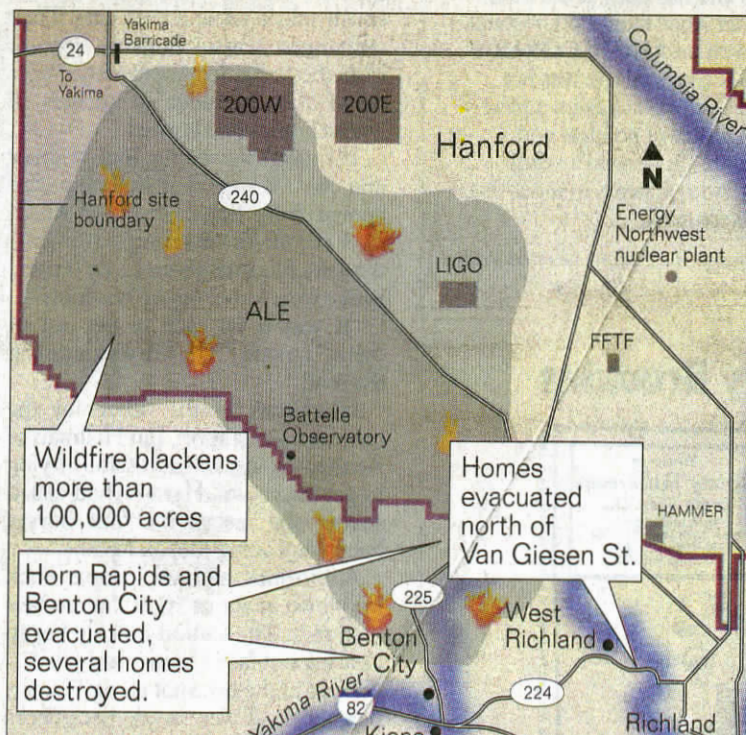 Yakima
Barricade
24
To
Yakima
200W
200E
Columbia River
Hanford
N
Hanford site
boundary
240
Energy
Northwest
nuclear plant
LIGO
ALE
FFTF
Battelle
Observatory
Wildfire blackens
more than
100,000 acres
Homes
evacuated
north of
Van Giesen St.
HAMMER
Horn Rapids and
Benton City
evacuated,
several homes
destroyed.
225
West
Richland
Benton
City
224
Yakima River
82
Richland